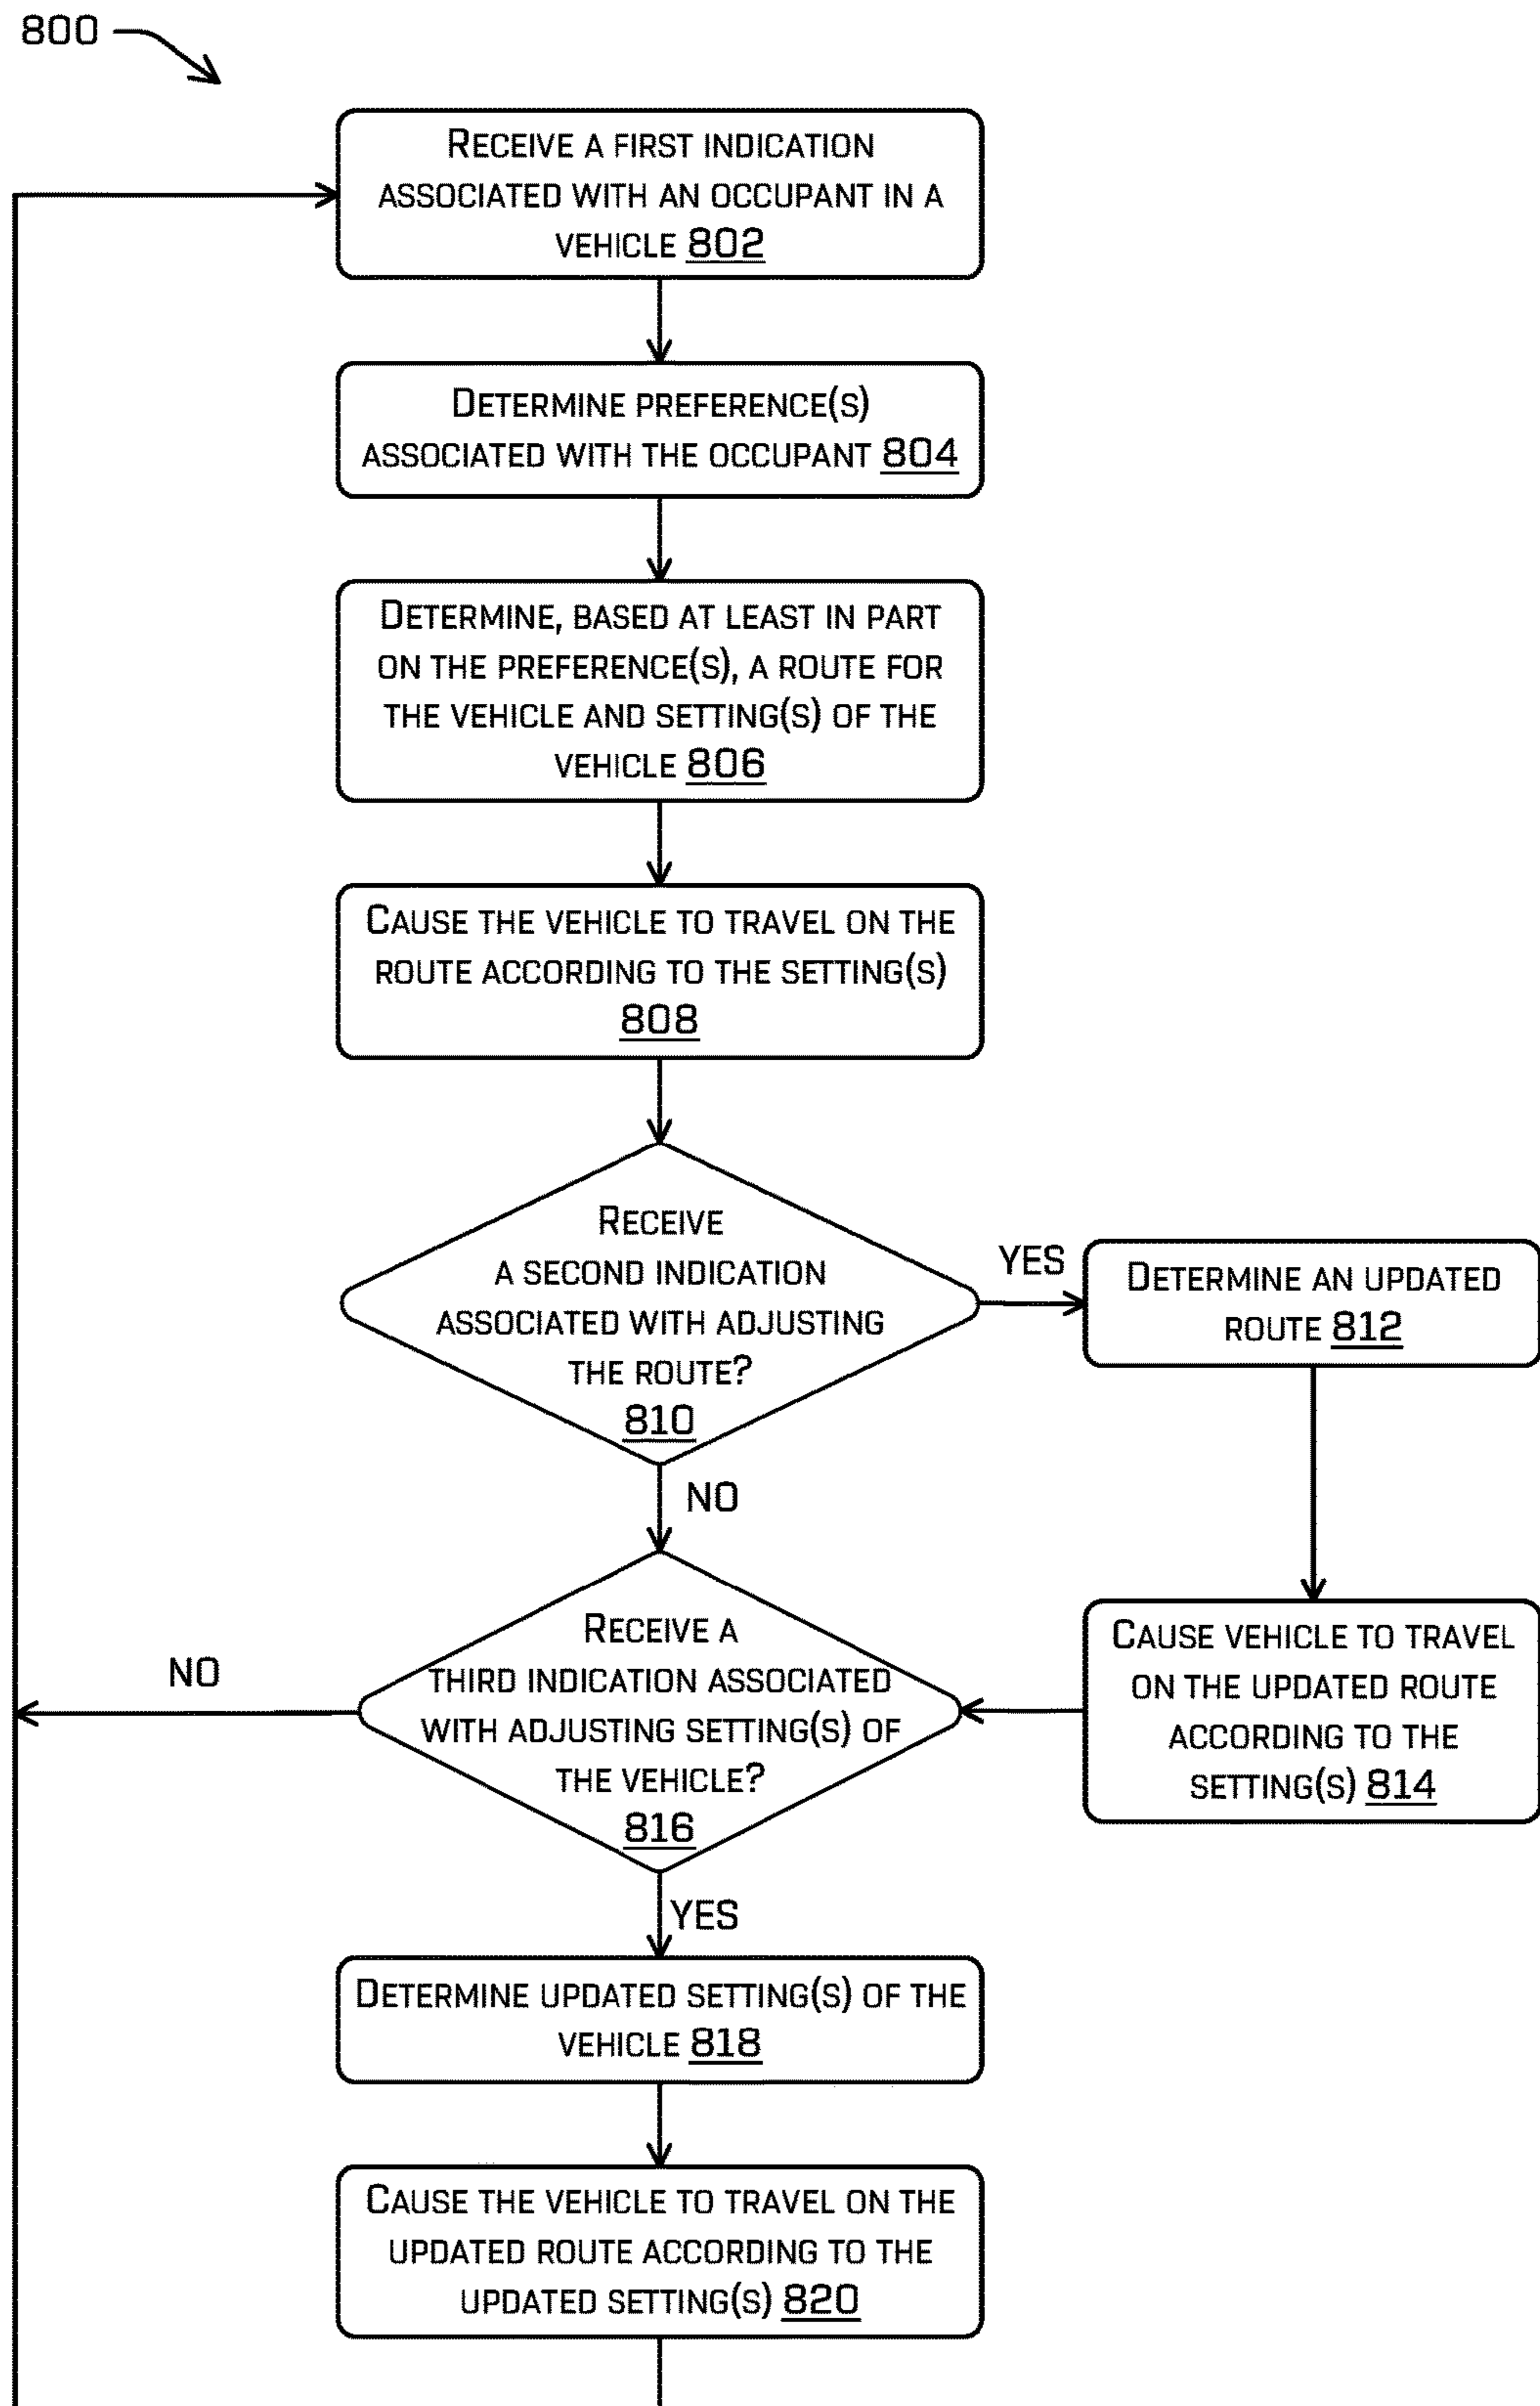 800
RECEIVE A FIRST INDICATION
ASSOCIATED WITH AN OCCUPANT IN A
VEHICLE 802
DETERMINE PREFERENCE(S)
ASSOCIATED WITH THE OCCUPANT 804
DETERMINE, BASED AT LEAST IN PART
ON THE PREFERENCE(S), A ROUTE FOR
THE VEHICLE AND SETTING(S) OF THE
VEHICLE 806
CAUSE THE VEHICLE TO TRAVEL ON THE
ROUTE ACCORDING TO THE SETTING(S)
808
RECEIVE
A SECOND INDICATION
ASSOCIATED WITH ADJUSTING
THE ROUTE?
810
YES
DETERMINE AN UPDATED
ROUTE 812
NO
CAUSE VEHICLE TO TRAVEL
ON THE UPDATED ROUTE
ACCORDING TO THE
SETTING(S) 814
RECEIVE A
THIRD INDICATION ASSOCIATED
WITH ADJUSTING SETTING(S) OF
THE VEHICLE?
816
NO
YES
DETERMINE UPDATED SETTING(S) OF THE
VEHICLE 818
CAUSE THE VEHICLE TO TRAVEL ON THE
UPDATED ROUTE ACCORDING TO THE
UPDATED SETTING(S) 820